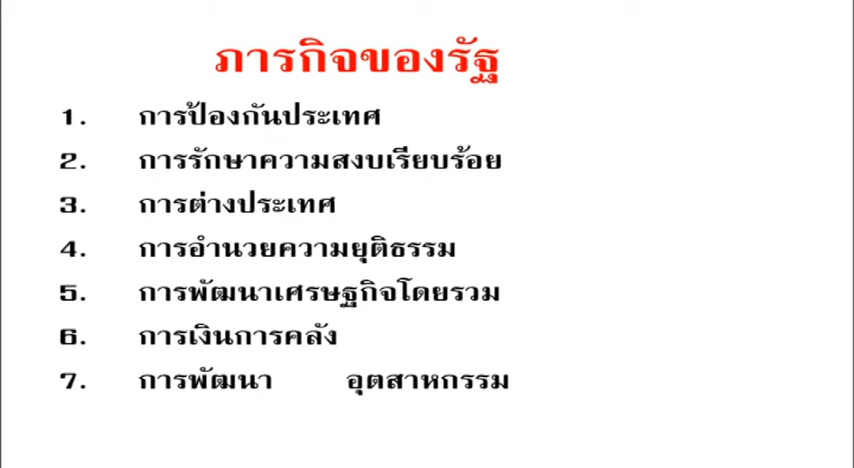 ภารกิจของรัฐ
1. การป้องกันประเทศ
2. การรักษาความสงบเรียบร้อย
3. การต่างประเทศ
4. การอำนวยความยุติธรรม
5. การพัฒนาเศรษฐกิจโดยรวม
6. การเงินการคลัง
7. การพัฒนา อุตสาหกรรม